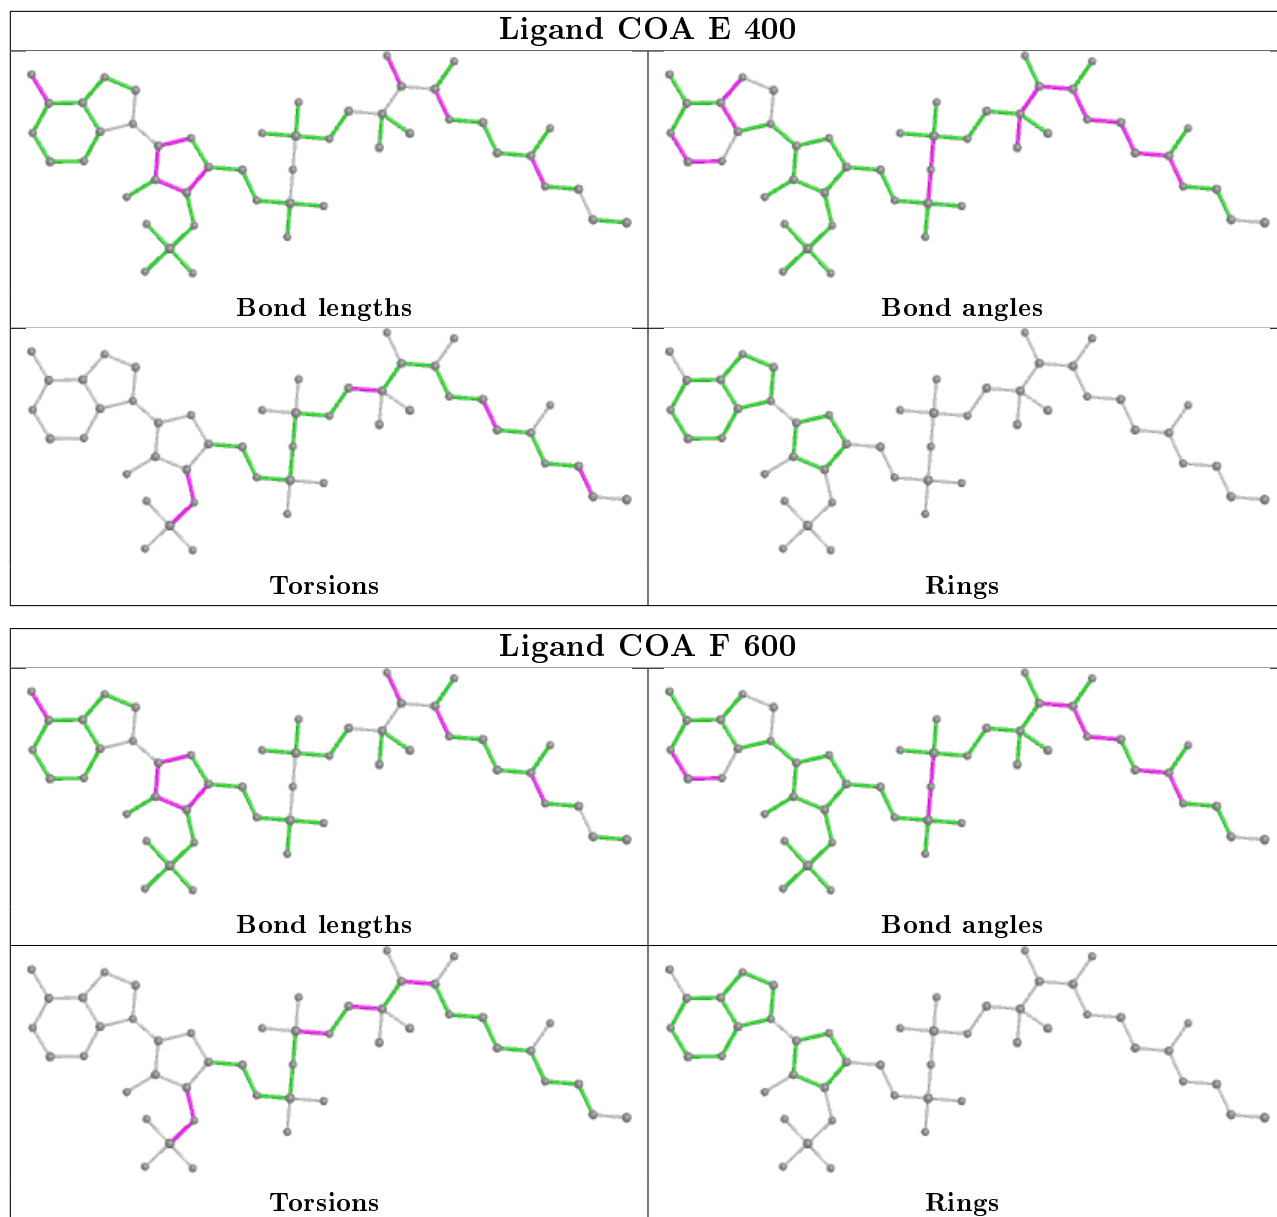 Ligand COA E 400
Bond lengths
Bond angles
Torsions
Rings
Ligand COA F 600
Bond lengths
Bond angles
Torsions
Rings